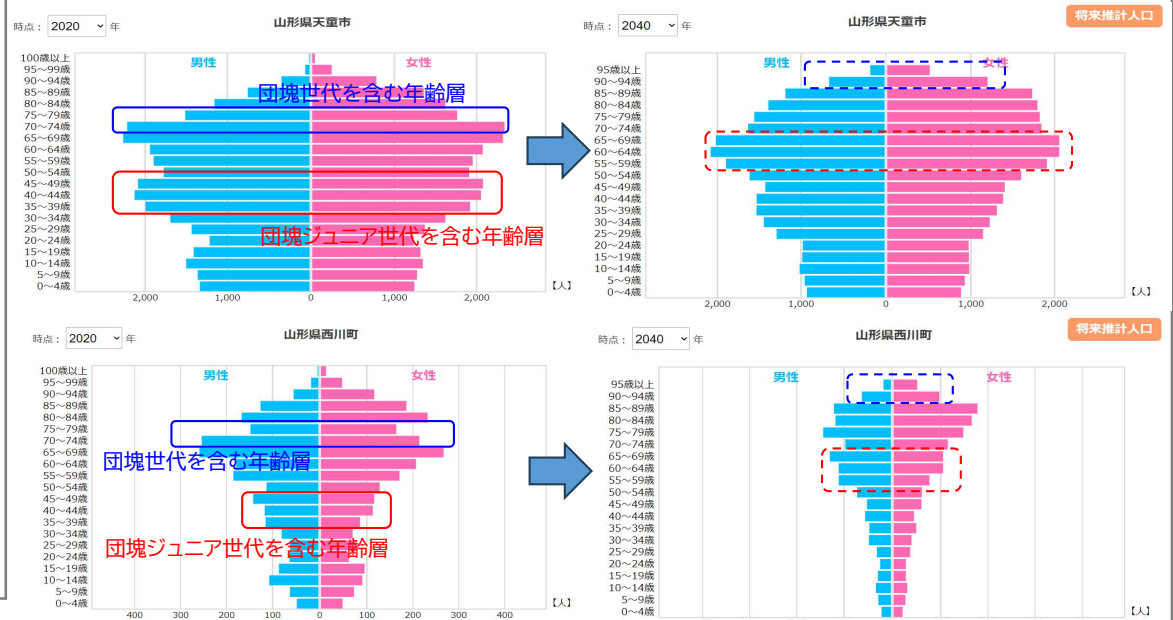 時点： 2020 年
山形県天童市
100歳以上
95～99歳
90～94歳
85～89歳
80～84歳
75～79歳
70～74歳
65～69歳
60～64歳
55～59歳
50～54歳
45～49歳
40～44歳
35～39歳
30～34歳
25～29歳
20～24歳
15～19歳
10～14歳
5～9歳
0～4歳
男性 女性
団塊世代を含む年齢層
団塊ジュニア世代を含む年齢層
2,000 1,000 0 1,000 2,000 【人】
時点： 2040 年
山形県天童市
将来推計人口
95歳以上
90～94歳
85～89歳
80～84歳
75～79歳
70～74歳
65～69歳
60～64歳
55～59歳
50～54歳
45～49歳
40～44歳
35～39歳
30～34歳
25～29歳
20～24歳
15～19歳
10～14歳
5～9歳
0～4歳
男性 女性
2,000 1,000 0 1,000 2,000 【人】
時点： 2020 年
山形県西川町
100歳以上
95～99歳
90～94歳
85～89歳
80～84歳
75～79歳
70～74歳
65～69歳
60～64歳
55～59歳
50～54歳
45～49歳
40～44歳
35～39歳
30～34歳
25～29歳
20～24歳
15～19歳
10～14歳
5～9歳
0～4歳
男性 女性
団塊世代を含む年齢層
団塊ジュニア世代を含む年齢層
400 300 200 100 0 100 200 300 400 【人】
時点： 2040 年
山形県西川町
将来推計人口
95歳以上
90～94歳
85～89歳
80～84歳
75～79歳
70～74歳
65～69歳
60～64歳
55～59歳
50～54歳
45～49歳
40～44歳
35～39歳
30～34歳
25～29歳
20～24歳
15～19歳
10～14歳
5～9歳
0～4歳
男性 女性
【人】